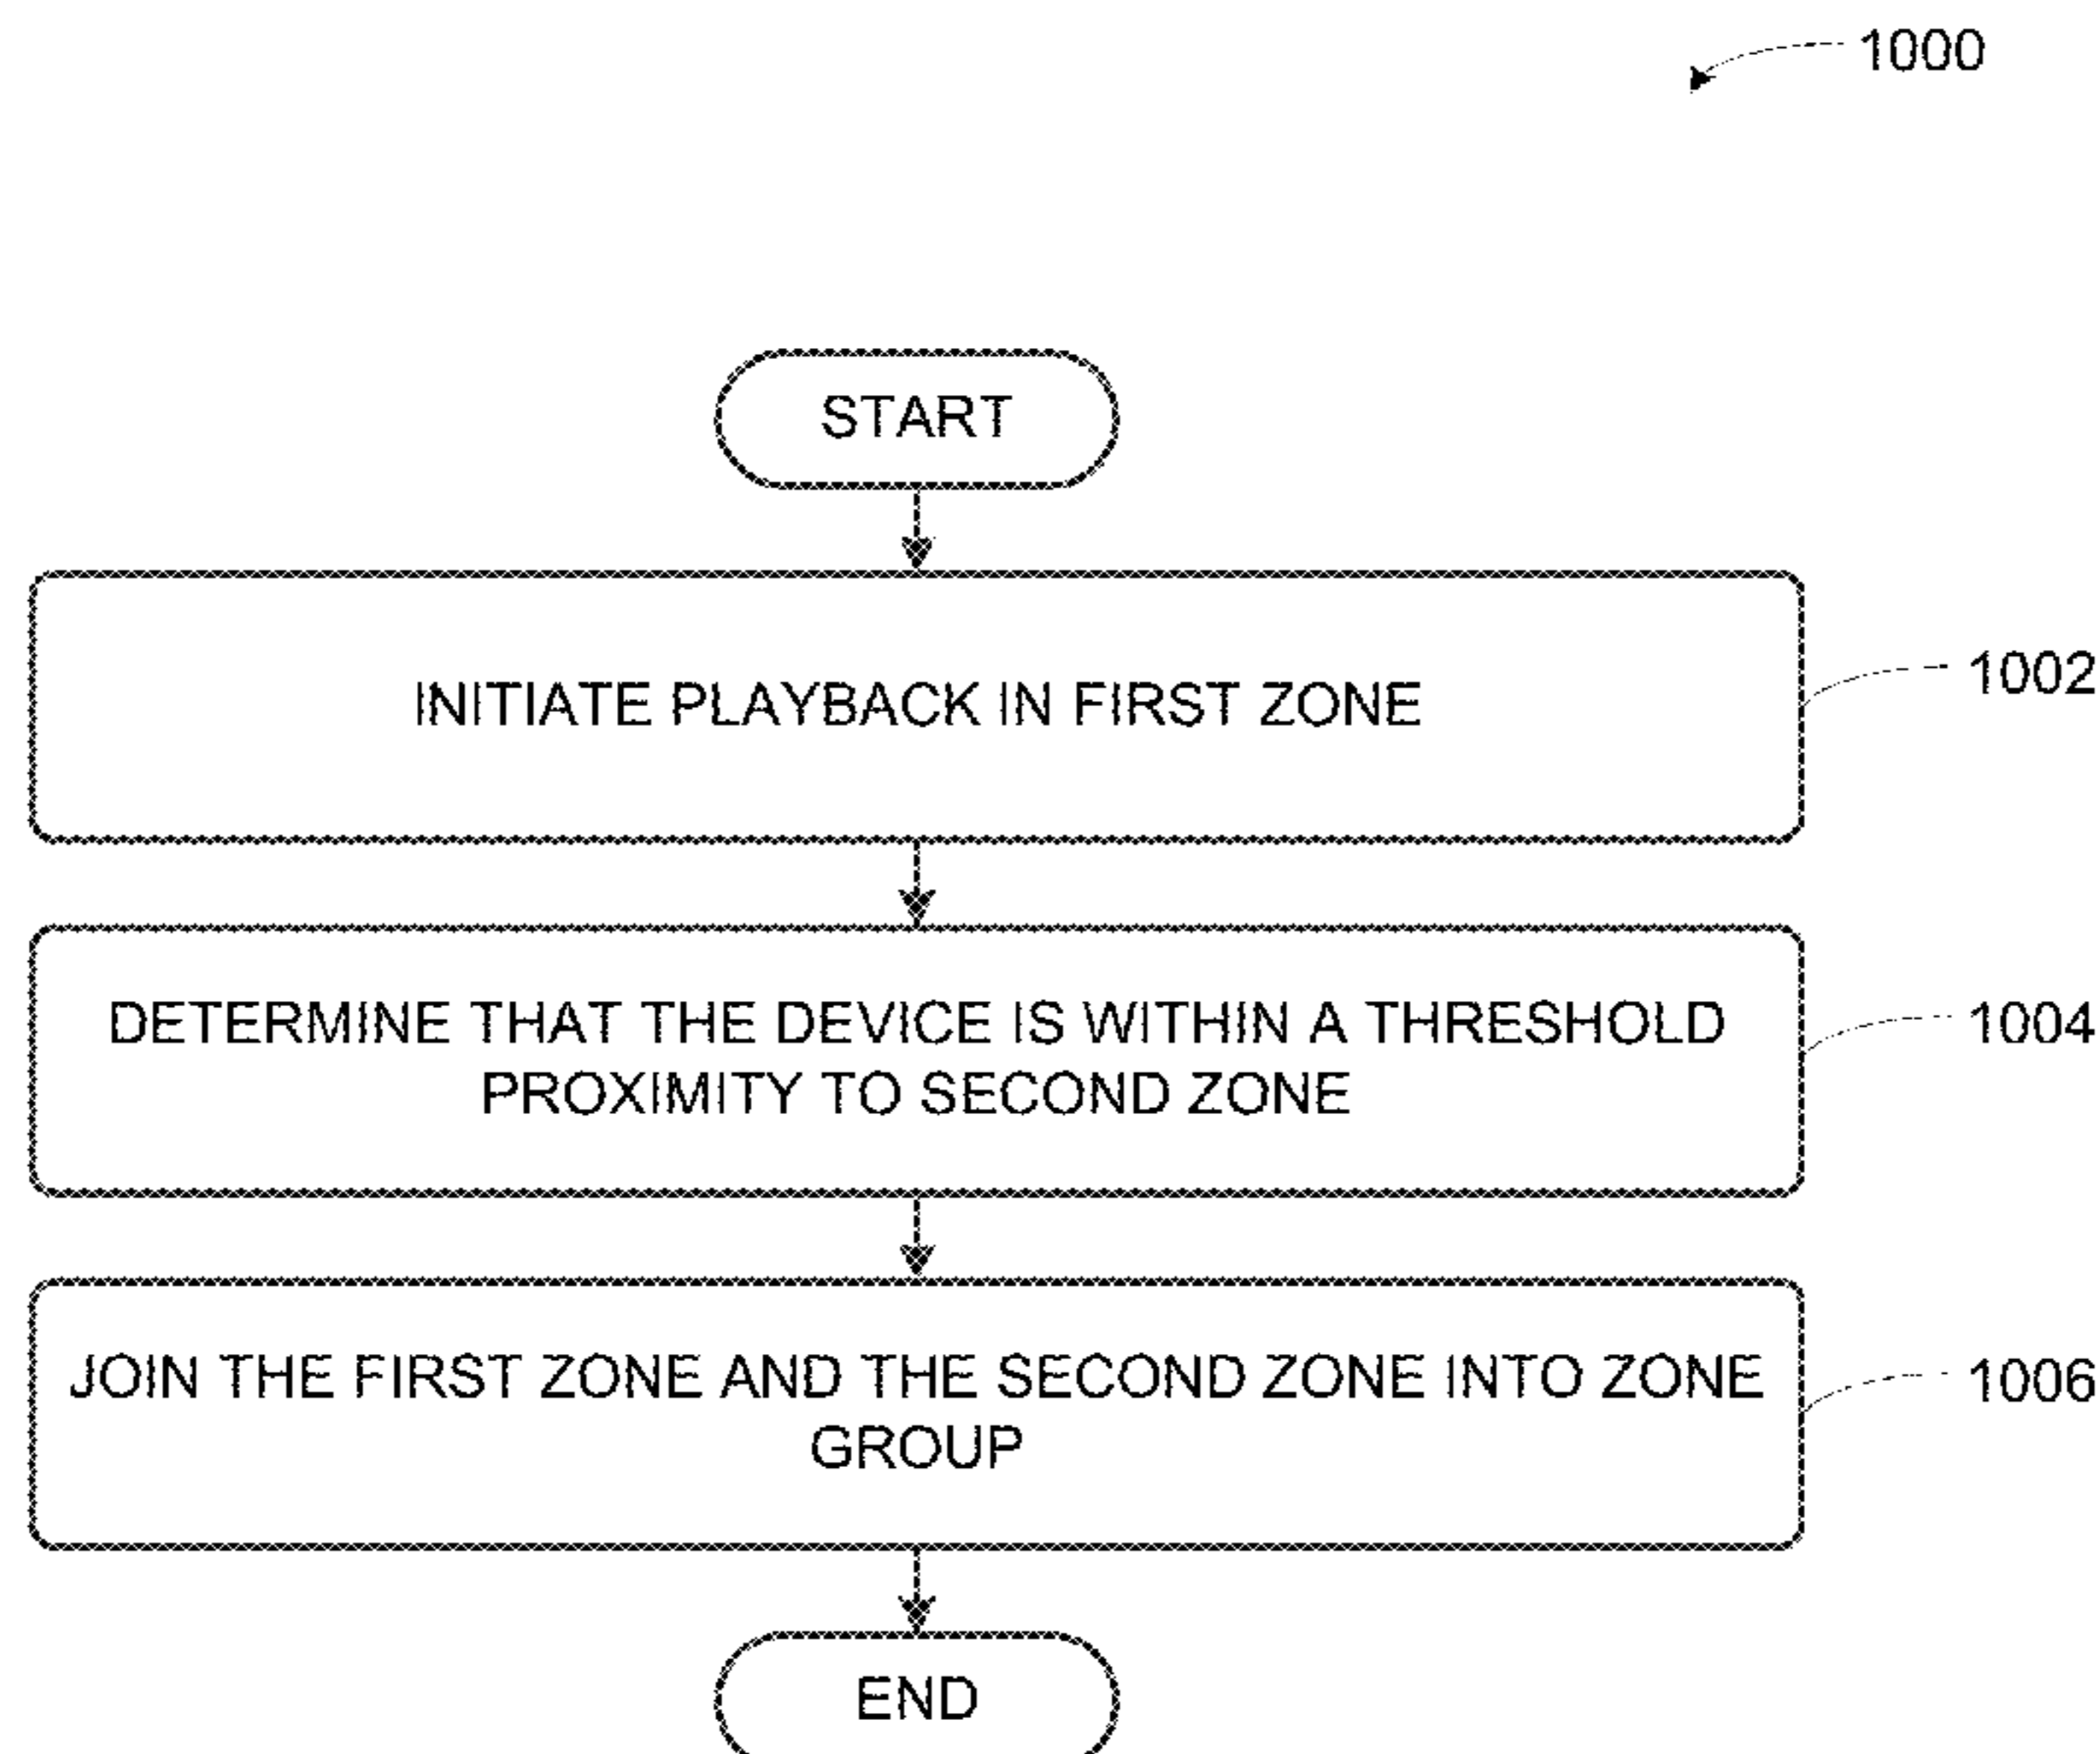 1000
START
INITIATE PLAYBACK IN FIRST ZONE
1002
DETERMINE THAT THE DEVICE IS WITHIN A THRESHOLD
PROXIMITY TO SECOND ZONE
1004
JOIN THE FIRST ZONE AND THE SECOND ZONE INTO ZONE
GROUP
1006
END